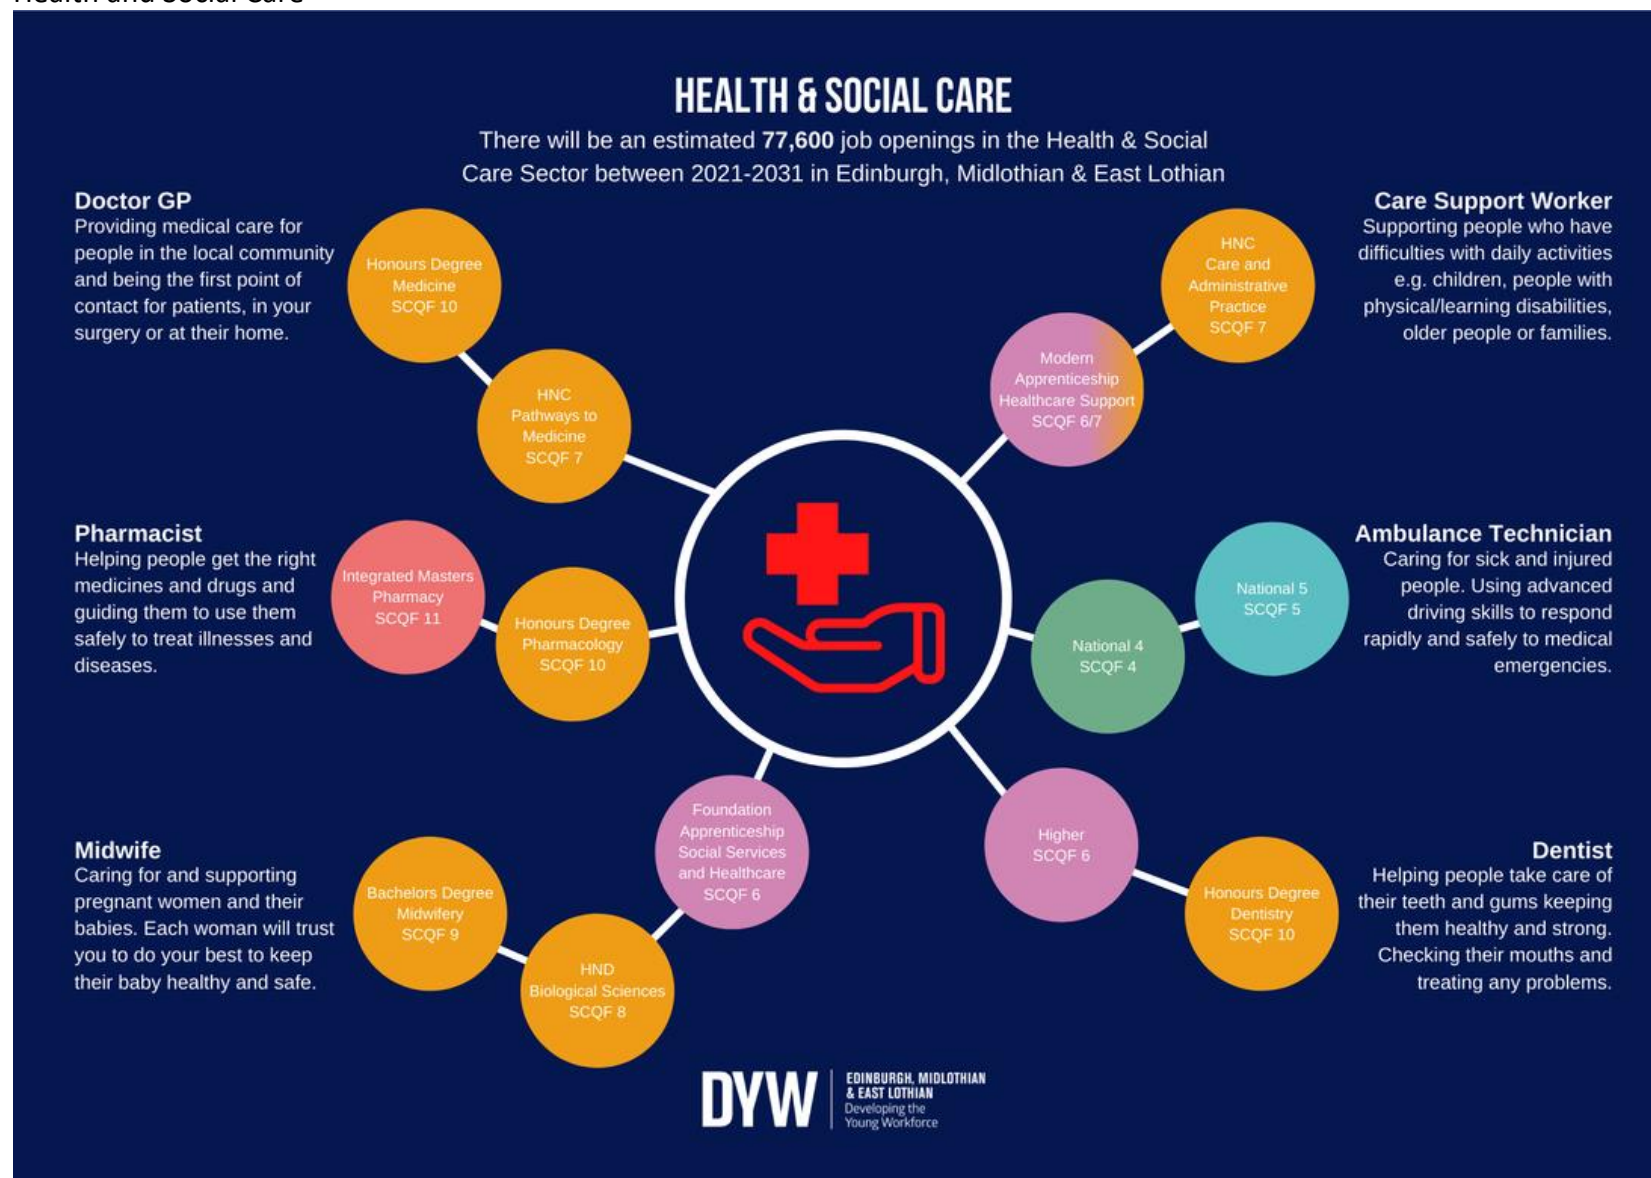 Health and Social Care
HEALTH & SOCIAL CARE
There will be an estimated 77,600 job openings in the Health & Social
Care Sector between 2021-2031 in Edinburgh, Midlothian & East Lothian
Doctor GP
Providing medical care for
people in the local community
and being the first point of
contact for patients, in your
surgery or at their home.
Honours Degree
Medicine
SCQF 10
HNC
Pathways to
Medicine
SCQF 7
Care Support Worker
Supporting people who have
difficulties with daily activities
e.g. children, people with
physical/learning disabilities,
older people or families.
HNC
Care and
Administrative
Practice
SCQF 7
Modern
Apprenticeship
Healthcare Support
SCQF 6/7
Pharmacist
Helping people get the right
medicines and drugs and
guiding them to use them
safely to treat illnesses and
diseases.
Integrated Masters
Pharmacy
SCQF 11
Honours Degree
Pharmacology
SCQF 10
Ambulance Technician
Caring for sick and injured
people. Using advanced
driving skills to respond
rapidly and safely to medical
emergencies.
National 5
SCQF 5
National 4
SCQF 4
Midwife
Caring for and supporting
pregnant women and their
babies. Each woman will trust
you to do your best to keep
their baby healthy and safe.
Bachelors Degree
Midwifery
SCQF 9
HND
Biological Sciences
SCQF 8
Foundation
Apprenticeship
Social Services
and Healthcare
SCQF 6
Higher
SCQF 6
Honours Degree
Dentistry
SCQF 10
Dentist
Helping people take care of
their teeth and gums keeping
them healthy and strong.
Checking their mouths and
treating any problems.
DYW
EDINBURGH, MIDLOTHIAN
& EAST LOTHIAN
Developing the
Young Workforce